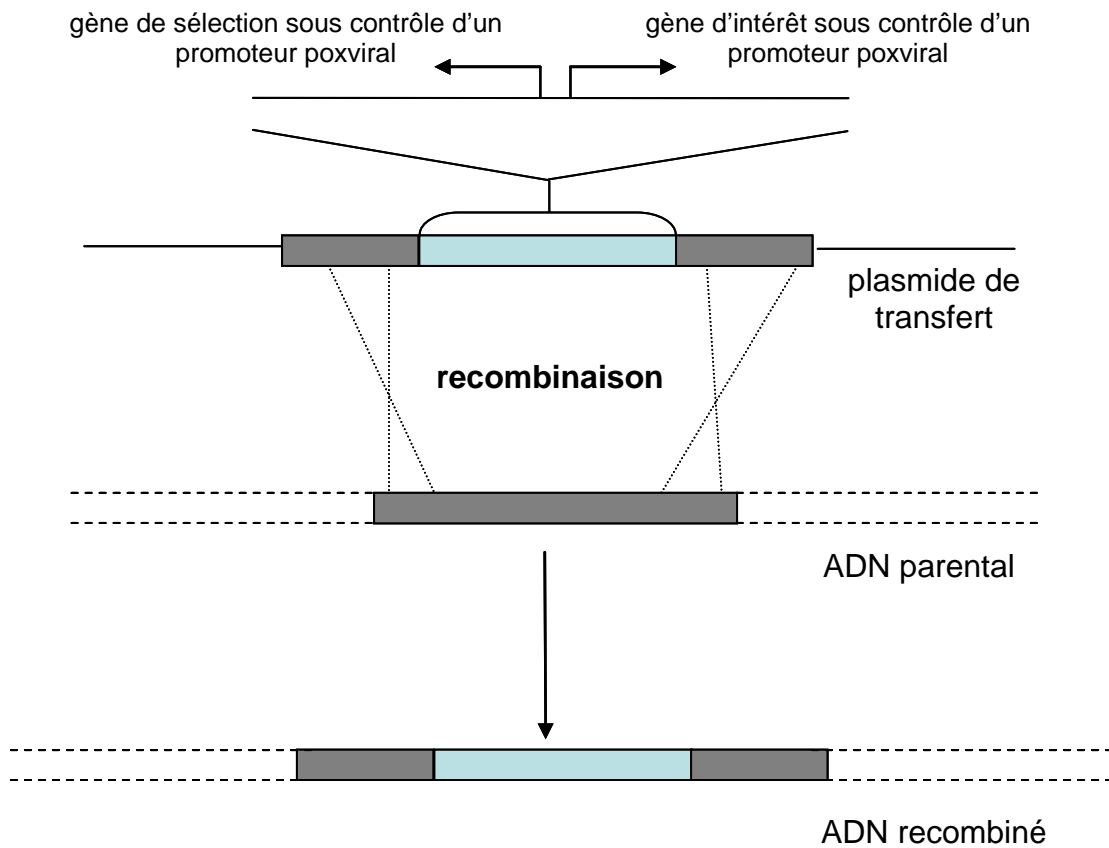 gène de sélection sous contrôle d'un
promoteur poxviral
gène d'intérêt sous contrôle d'un
promoteur poxviral
plasmide de
transfert
recombinaison
ADN parental
ADN recombiné